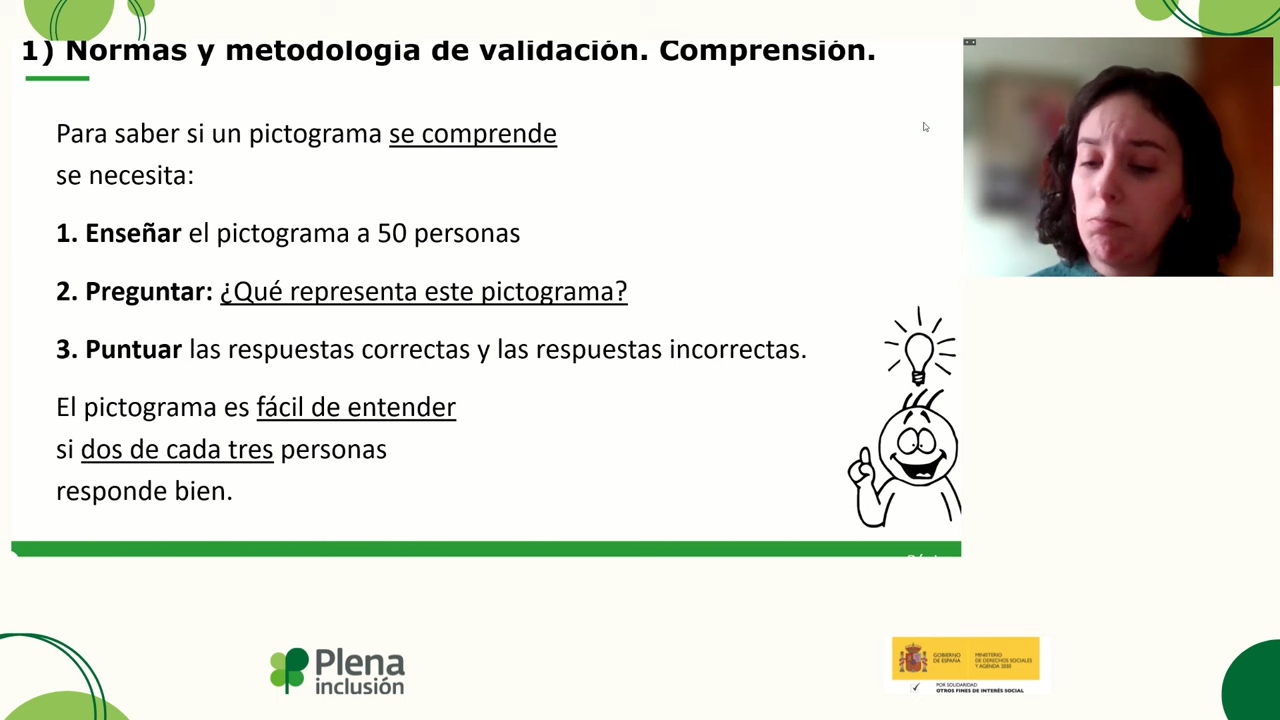 1) Normas y metodología de validación. Comprensión.
Para saber si un pictograma se comprende
se necesita:
1. Enseñar el pictograma a 50 personas
2. Preguntar: ¿Qué representa este pictograma?
3. Puntuar las respuestas correctas y las respuestas incorrectas.
El pictograma es fácil de entender
si dos de cada tres personas
responde bien.
Plena
inclusión
GOBIERNO
DE ESPAÑA
MINISTERIO
DE DERECHOS SOCIALES
Y AGENDA 2030
POR SOLIDARIDAD
OTROS FINES DE INTERÉS SOCIAL